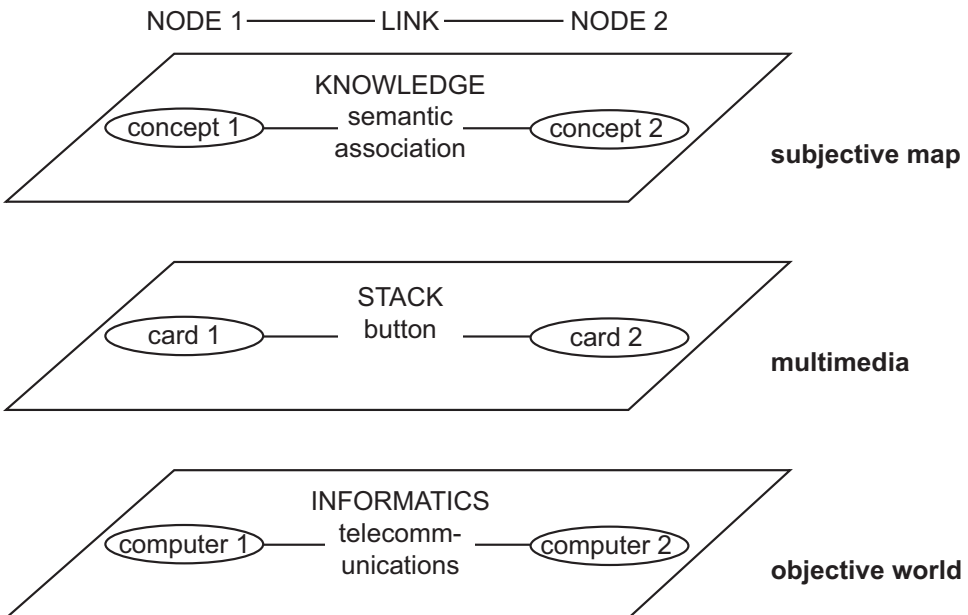 NODE 1 LINK NODE 2
KNOWLEDGE
semantic
concept 1 concept 2
association
subjective map
STACK
card 1 button card 2
multimedia
INFORMATICS
telecomm-
computer 1 computer 2
unications
objective world